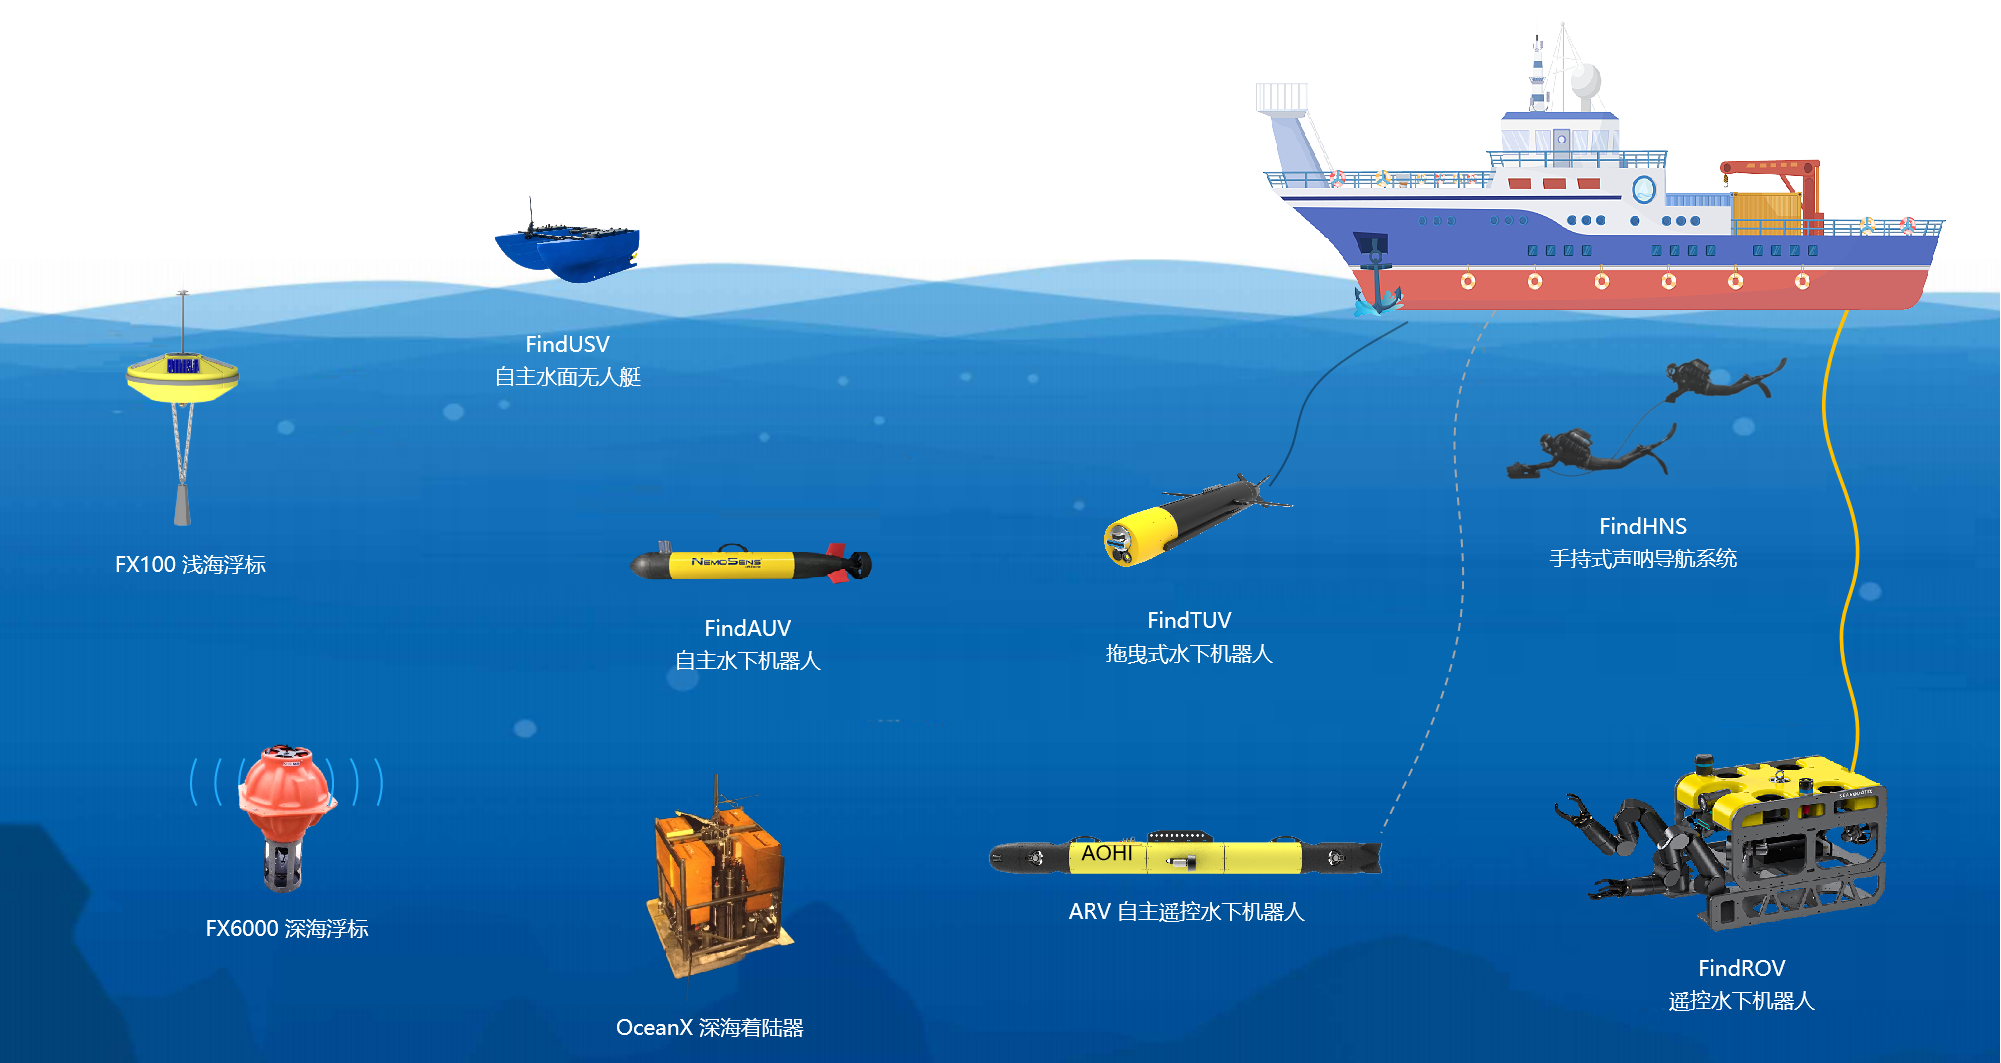 FindUSV
自主水面无人艇
FX100 浅海浮标
NEMOSENS
FindAUV
自主水下机器人
FindTUV
拖曳式水下机器人
FindHNS
手持式声呐导航系统
FX6000 深海浮标
OceanX 深海着陆器
AOHI
ARV 自主遥控水下机器人
FindROV
遥控水下机器人